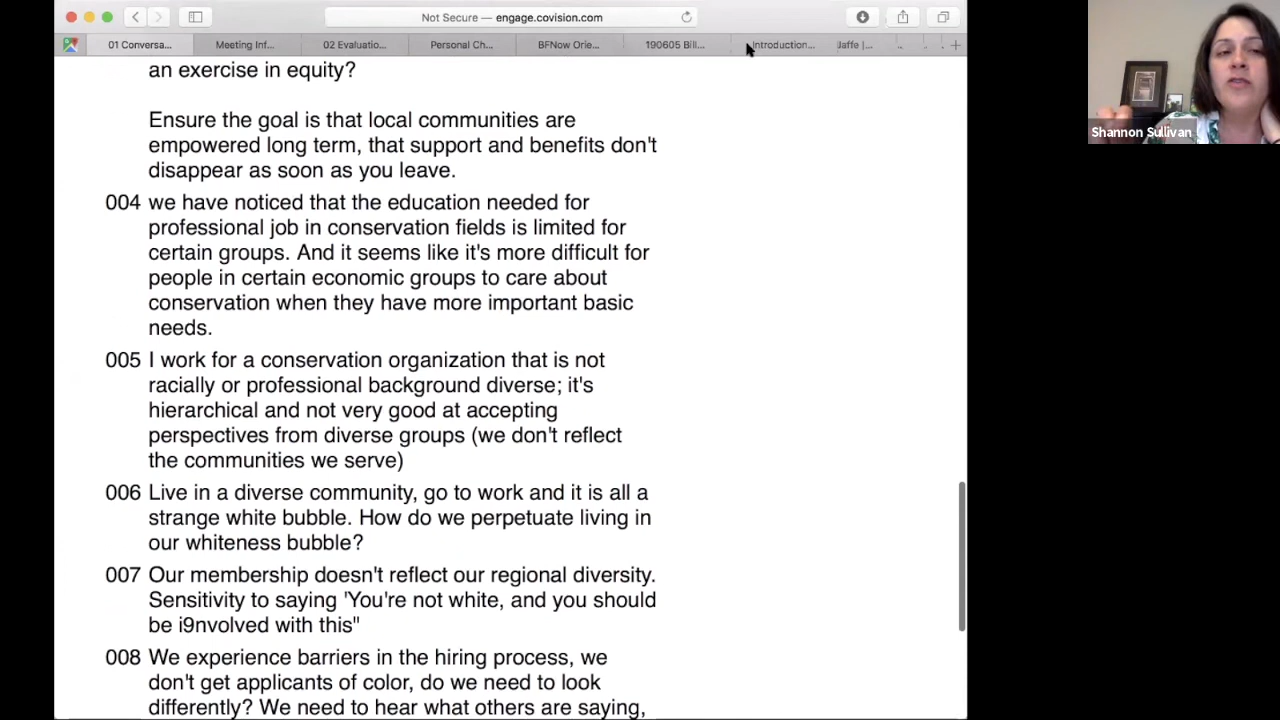 Not Secure — engage.covision.com
01 Conversa...
Meeting Inf...
02 Evaluatio...
Personal Ch...
BFNow Orie...
190605 Bill...
Introduction...
Jaffe |...
an exercise in equity?
Ensure the goal is that local communities are
empowered long term, that support and benefits don't
disappear as soon as you leave.
004 we have noticed that the education needed for
professional job in conservation fields is limited for
certain groups. And it seems like it's more difficult for
people in certain economic groups to care about
conservation when they have more important basic
needs.
005 I work for a conservation organization that is not
racially or professional background diverse; it's
hierarchical and not very good at accepting
perspectives from diverse groups (we don't reflect
the communities we serve)
006 Live in a diverse community, go to work and it is all a
strange white bubble. How do we perpetuate living in
our whiteness bubble?
007 Our membership doesn't reflect our regional diversity.
Sensitivity to saying 'You're not white, and you should
be i9nvolved with this"
008 We experience barriers in the hiring process, we
don't get applicants of color, do we need to look
differently? We need to hear what others are saying,
Shannon Sullivan